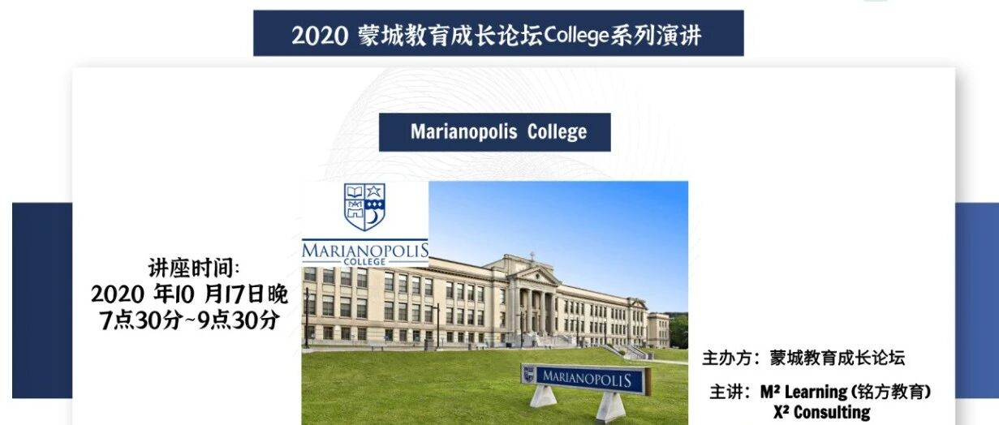 2020 蒙城教育成长论坛College系列演讲
Marianopolis College
MARIANOPOLIS
COLLEGE
讲座时间:
2020 年10 月17日晚
7点30分~9点30分
MARIANOPOLIS
主办方：蒙城教育成长论坛
主讲：M² Learning (铭方教育)
X² Consulting